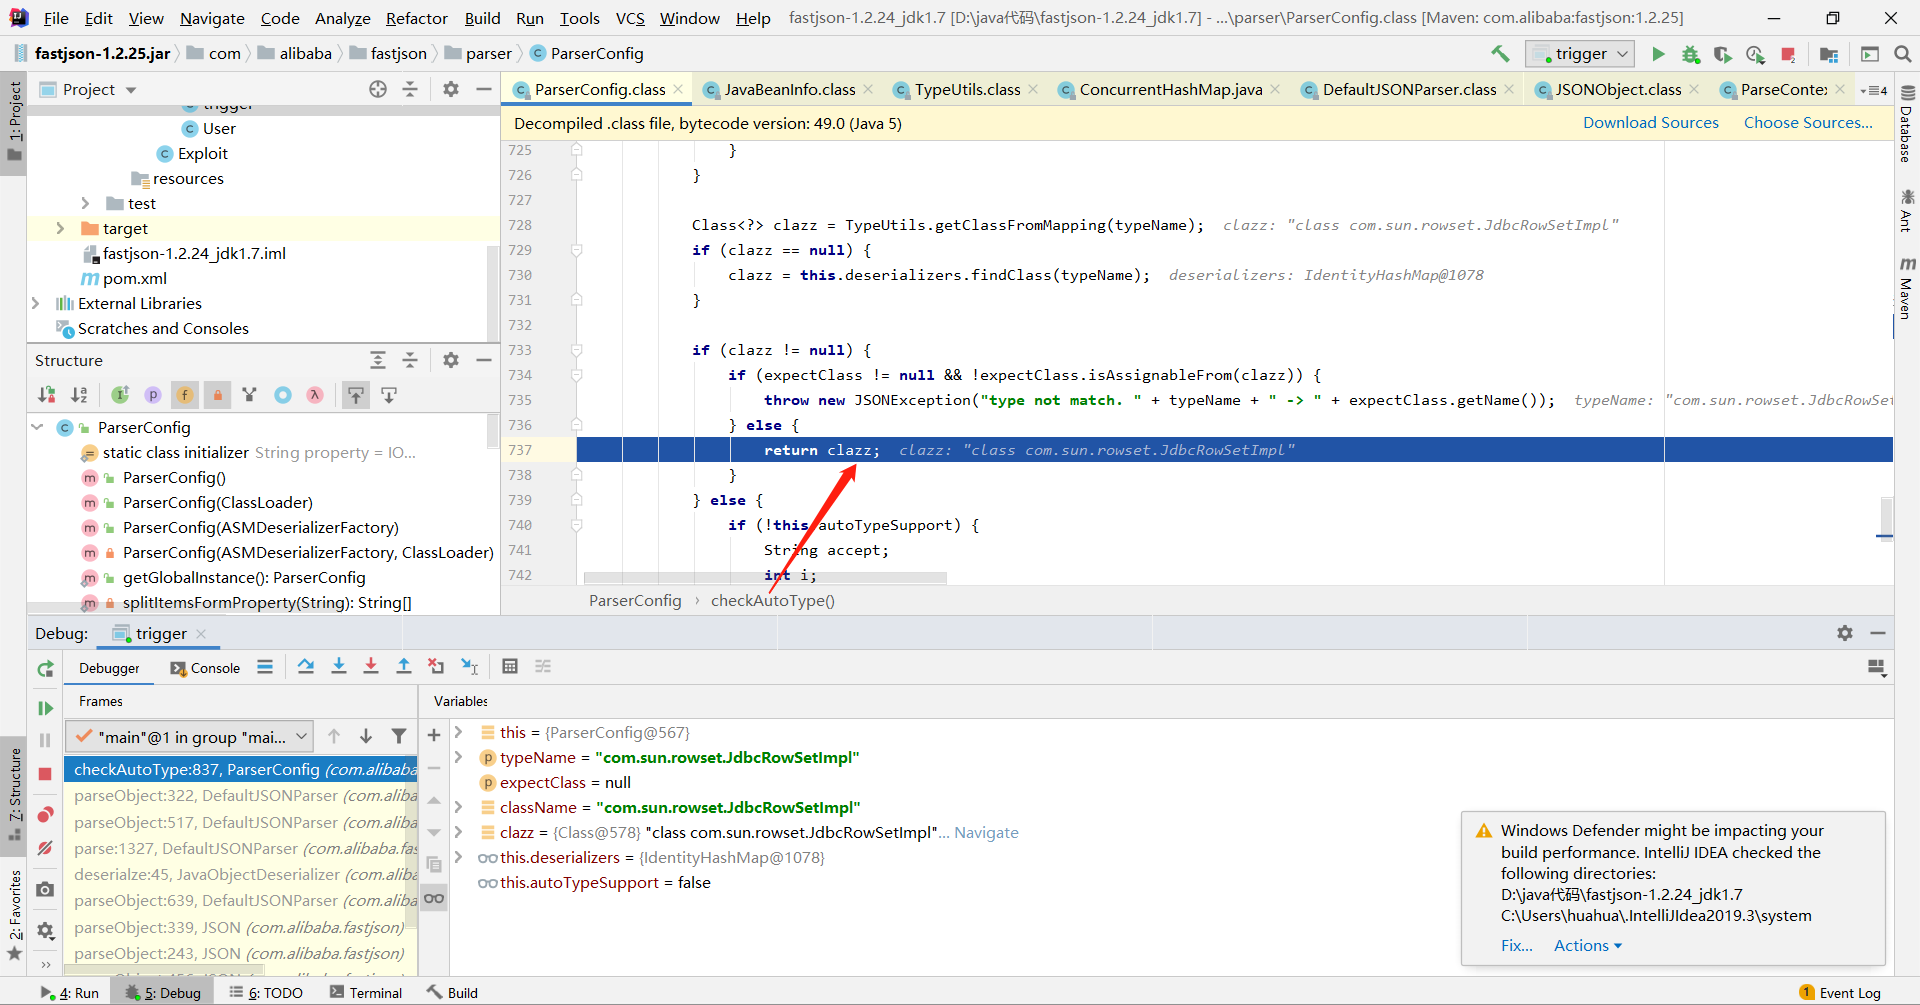 File Edit View Navigate Code Analyze Refactor Build Run Tools VCS Window Help fastjson-1.2.24_jdk1.7 [D:\java代码\fastjson-1.2.24_jdk1.7] - ...\parser\ParserConfig.class [Maven: com.alibaba:fastjson:1.2.25]
fastjson-1.2.25.jar com alibaba fastjson parser ParserConfig
trigger
1: Project
Project
trigger
User
Exploit
resources
test
target
fastjson-1.2.24_jdk1.7.iml
pom.xml
External Libraries
Scratches and Consoles
Structure
ParserConfig
static class initializer String property = IO...
ParserConfig()
ParserConfig(ClassLoader)
ParserConfig(ASMDeserializerFactory)
ParserConfig(ASMDeserializerFactory, ClassLoader)
getGlobalInstance(): ParserConfig
splitItemsFormProperty(String): String[]
ParserConfig.class JavaBeanInfo.class TypeUtils.class ConcurrentHashMap.java DefaultJSONParser.class JSONObject.class ParseContex 4
Decompiled .class file, bytecode version: 49.0 (Java 5) Download Sources Choose Sources...
725 }
726 }
727
728 Class<?> clazz = TypeUtils.getClassFromMapping(typeName); clazz: "class com.sun.rowset.JdbcRowSetImpl"
729 if (clazz == null) {
730 clazz = this.deserializers.findClass(typeName); deserializers: IdentityHashMap@1078
731 }
732
733 if (clazz != null) {
734 if (expectClass != null && !expectClass.isAssignableFrom(clazz)) {
735 throw new JSONException("type not match. " + typeName + " -> " + expectClass.getName()); typeName: "com.sun.rowset.JdbcRowSet
736 } else {
737 return clazz; clazz: "class com.sun.rowset.JdbcRowSetImpl"
738 }
739 } else {
740 if (!this.autoTypeSupport) {
741 String accept;
742 int i;
ParserConfig › checkAutoType()
Database
Ant
Maven
Debug: trigger
Debugger Console
Frames
Variables
"main"@1 in group "mai...
checkAutoType:837, ParserConfig (com.alibaba
parseObject:322, DefaultJSONParser (com.aliba
parseObject:517, DefaultJSONParser (com.aliba
parse:1327, DefaultJSONParser (com.alibaba.fas
deserialze:45, JavaObjectDeserializer (com.aliba
parseObject:639, DefaultJSONParser (com.aliba
parseObject:339, JSON (com.alibaba.fastjson)
parseObject:243, JSON (com.alibaba.fastjson)
this = {ParserConfig@567}
typeName = "com.sun.rowset.JdbcRowSetImpl"
expectClass = null
className = "com.sun.rowset.JdbcRowSetImpl"
clazz = {Class@578} "class com.sun.rowset.JdbcRowSetImpl"... Navigate
this.deserializers = {IdentityHashMap@1078}
this.autoTypeSupport = false
7: Structure
2: Favorites
Windows Defender might be impacting your
build performance. IntelliJ IDEA checked the
following directories:
D:\java代码\fastjson-1.2.24_jdk1.7
C:\Users\huahua\.IntelliJIdea2019.3\system
Fix... Actions
4: Run 5: Debug 6: TODO Terminal Build 1 Event Log